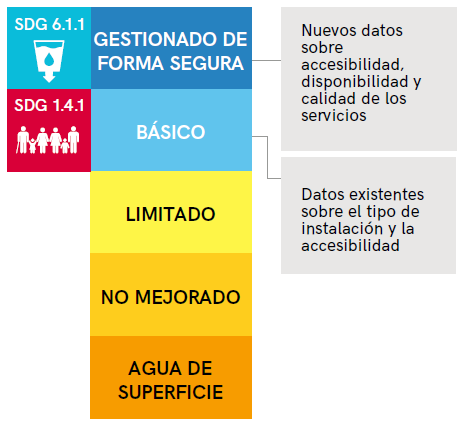 SDG 6.1.1
GESTIONADO DE
FORMA SEGURA
Nuevos datos
sobre
accesibilidad,
disponibilidad y
calidad de los
servicios
SDG 1.4.1
BÁSICO
Datos existentes
sobre el tipo de
instalación y la
accesibilidad
LIMITADO
NO MEJORADO
AGUA DE
SUPERFICIE